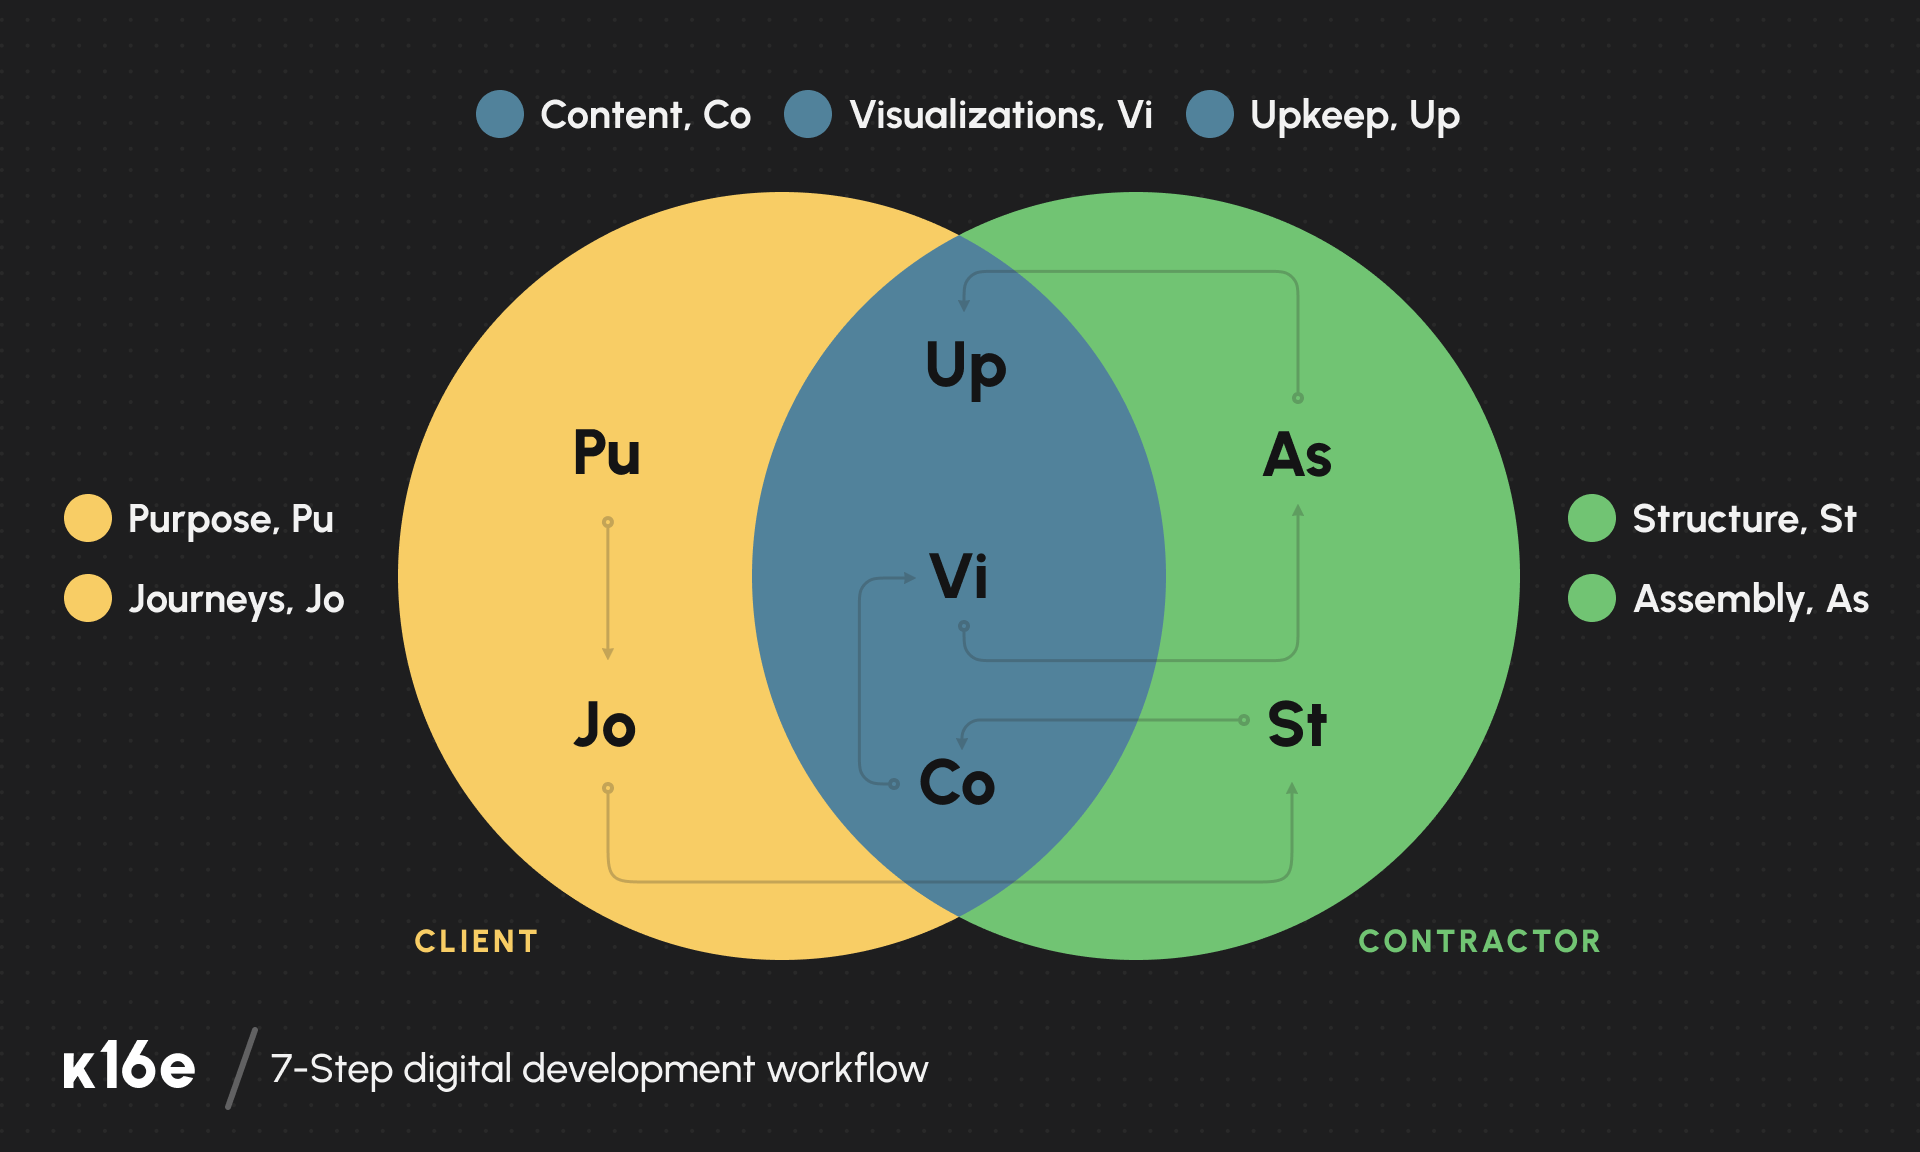 Content, Co
Visualizations, Vi
Upkeep, Up
Up
Pu
As
Purpose, Pu
Structure, St
Vi
Journeys, Jo
Assembly, As
Jo
St
Co
CLIENT
CONTRACTOR
K16e
7-Step digital development workflow